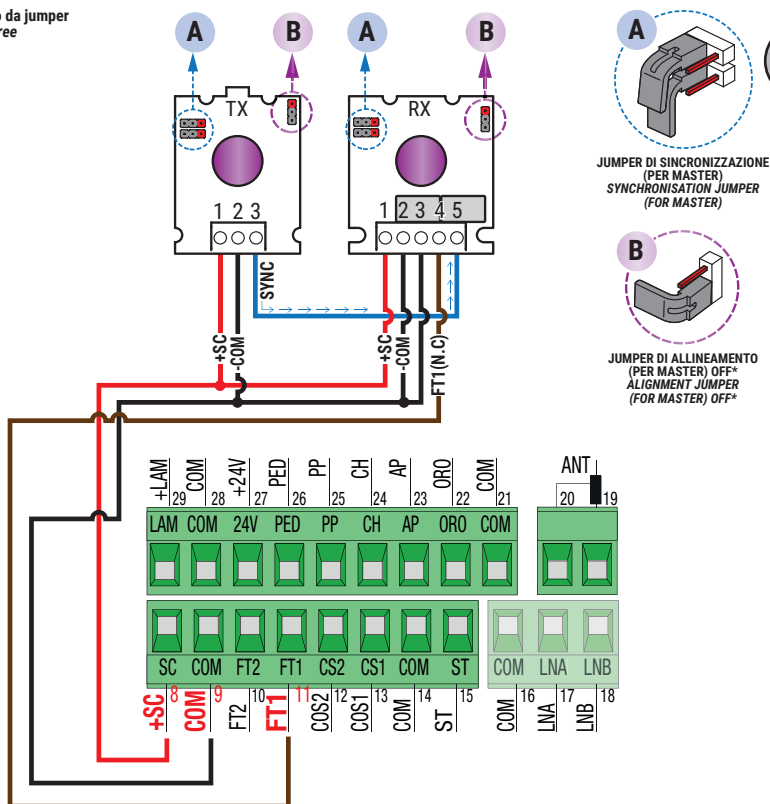 o da jumper
ree
A
B
A
B
TX
RX
1 2 3
1 2 3 4 5
SYNC
+SC
-COM
+SC
-COM
FT1(N.C)
A
JUMPER DI SINCRONIZZAZIONE
(PER MASTER)
SYNCHRONISATION JUMPER
(FOR MASTER)
B
JUMPER DI ALLINEAMENTO
(PER MASTER) OFF*
ALIGNMENT JUMPER
(FOR MASTER) OFF*
+LAM COM +24V PED PP CH AP ORO COM ANT
29 28 27 26 25 24 23 22 21 20 19
LAM COM 24V PED PP CH AP ORO COM
SC COM FT2 FT1 CS2 CS1 COM ST COM LNA LNB
8 9 10 11 12 13 14 15 16 17 18
+SC COM FT2 FT1 COS2 COS1 COM ST COM LNA LNB